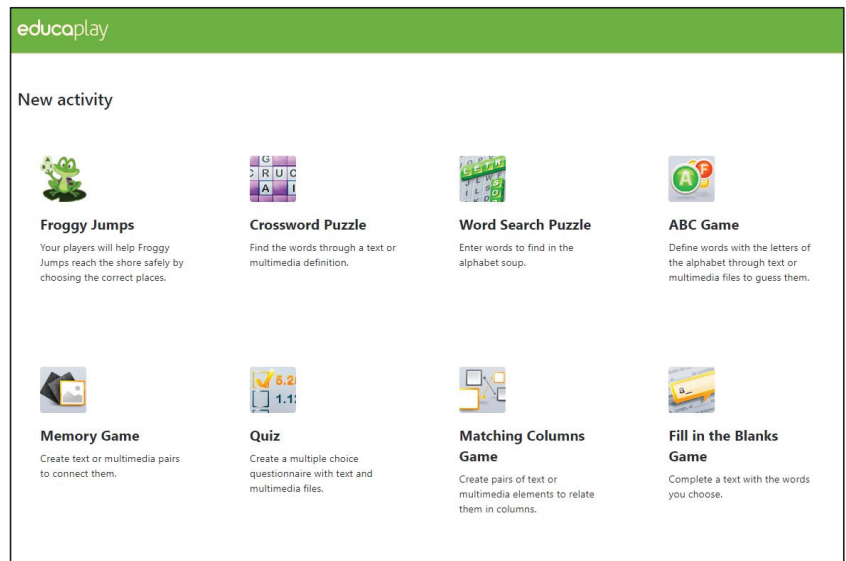 educaplay
New activity
Froggy Jumps
Your players will help Froggy
Jumps reach the shore safely by
choosing the correct places.
Crossword Puzzle
Find the words through a text or
multimedia definition.
Word Search Puzzle
Enter words to find in the
alphabet soup.
ABC Game
Define words with the letters of
the alphabet through text or
multimedia files to guess them.
Memory Game
Create text or multimedia pairs
to connect them.
Quiz
Create a multiple choice
questionnaire with text and
multimedia files.
Matching Columns
Game
Create pairs of text or
multimedia elements to relate
them in columns.
Fill in the Blanks
Game
Complete a text with the words
you choose.